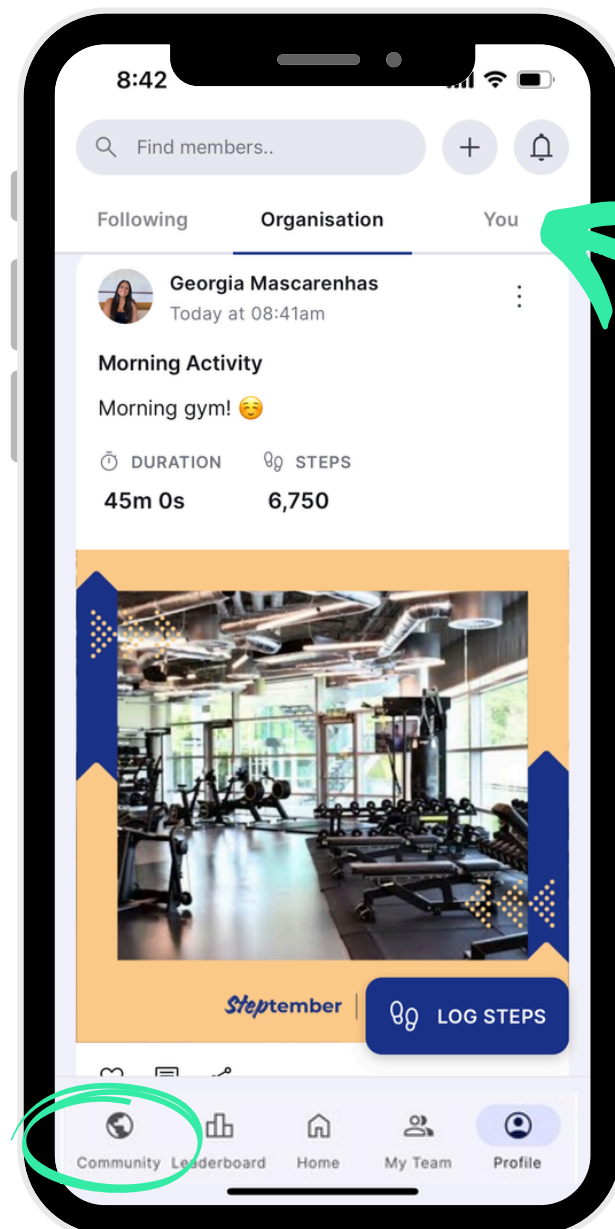 8:42
Find members..
Following Organisation You
Georgia Mascarenhas
Today at 08:41am
Morning Activity
Morning gym! ☺️
DURATION STEPS
45m 0s 6,750
Steptember |
LOG STEPS
Community Leaderboard Home My Team Profile